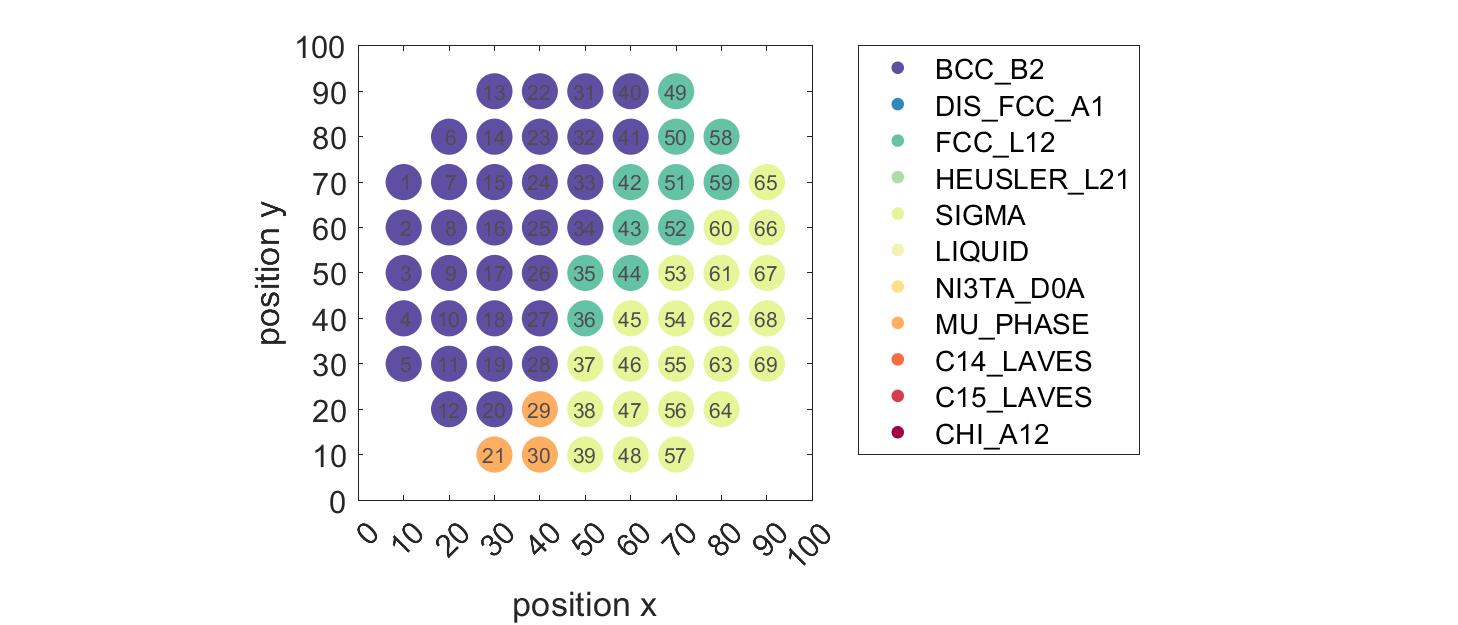 100
90
80
70
60
50
40
30
20
10
0
position y
13 22 31 40 49
6 14 23 32 41 50 58
1 7 15 24 33 42 51 59 65
2 8 16 25 34 43 52 60 66
3 9 17 26 35 44 53 61 67
4 10 18 27 36 45 54 62 68
5 11 19 28 37 46 55 63 69
12 20 29 38 47 56 64
21 30 39 48 57
0 10 20 30 40 50 60 70 80 90 100
position x
BCC_B2
DIS_FCC_A1
FCC_L12
HEUSLER_L21
SIGMA
LIQUID
NI3TA_D0A
MU_PHASE
C14_LAVES
C15_LAVES
CHI_A12